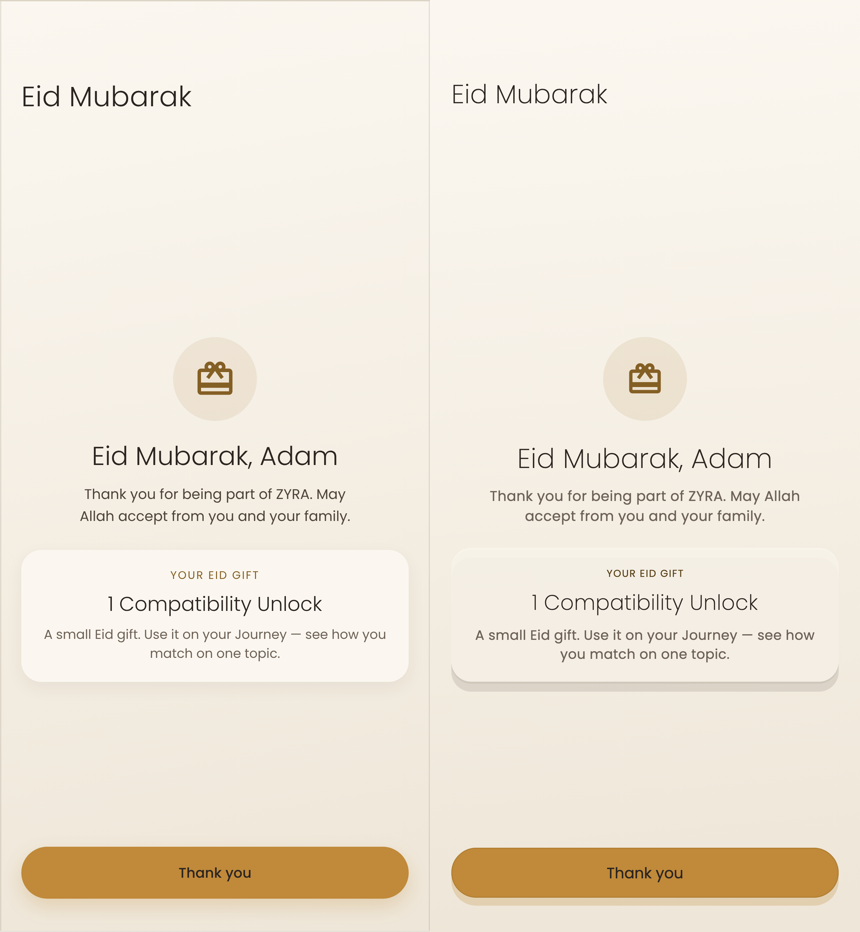 Eid Mubarak
Eid Mubarak, Adam
Thank you for being part of ZYRA. May
Allah accept from you and your family.
YOUR EID GIFT
1 Compatibility Unlock
A small Eid gift. Use it on your Journey — see how you
match on one topic.
Thank you
Eid Mubarak
Eid Mubarak, Adam
Thank you for being part of ZYRA. May Allah
accept from you and your family.
YOUR EID GIFT
1 Compatibility Unlock
A small Eid gift. Use it on your Journey — see how
you match on one topic.
Thank you